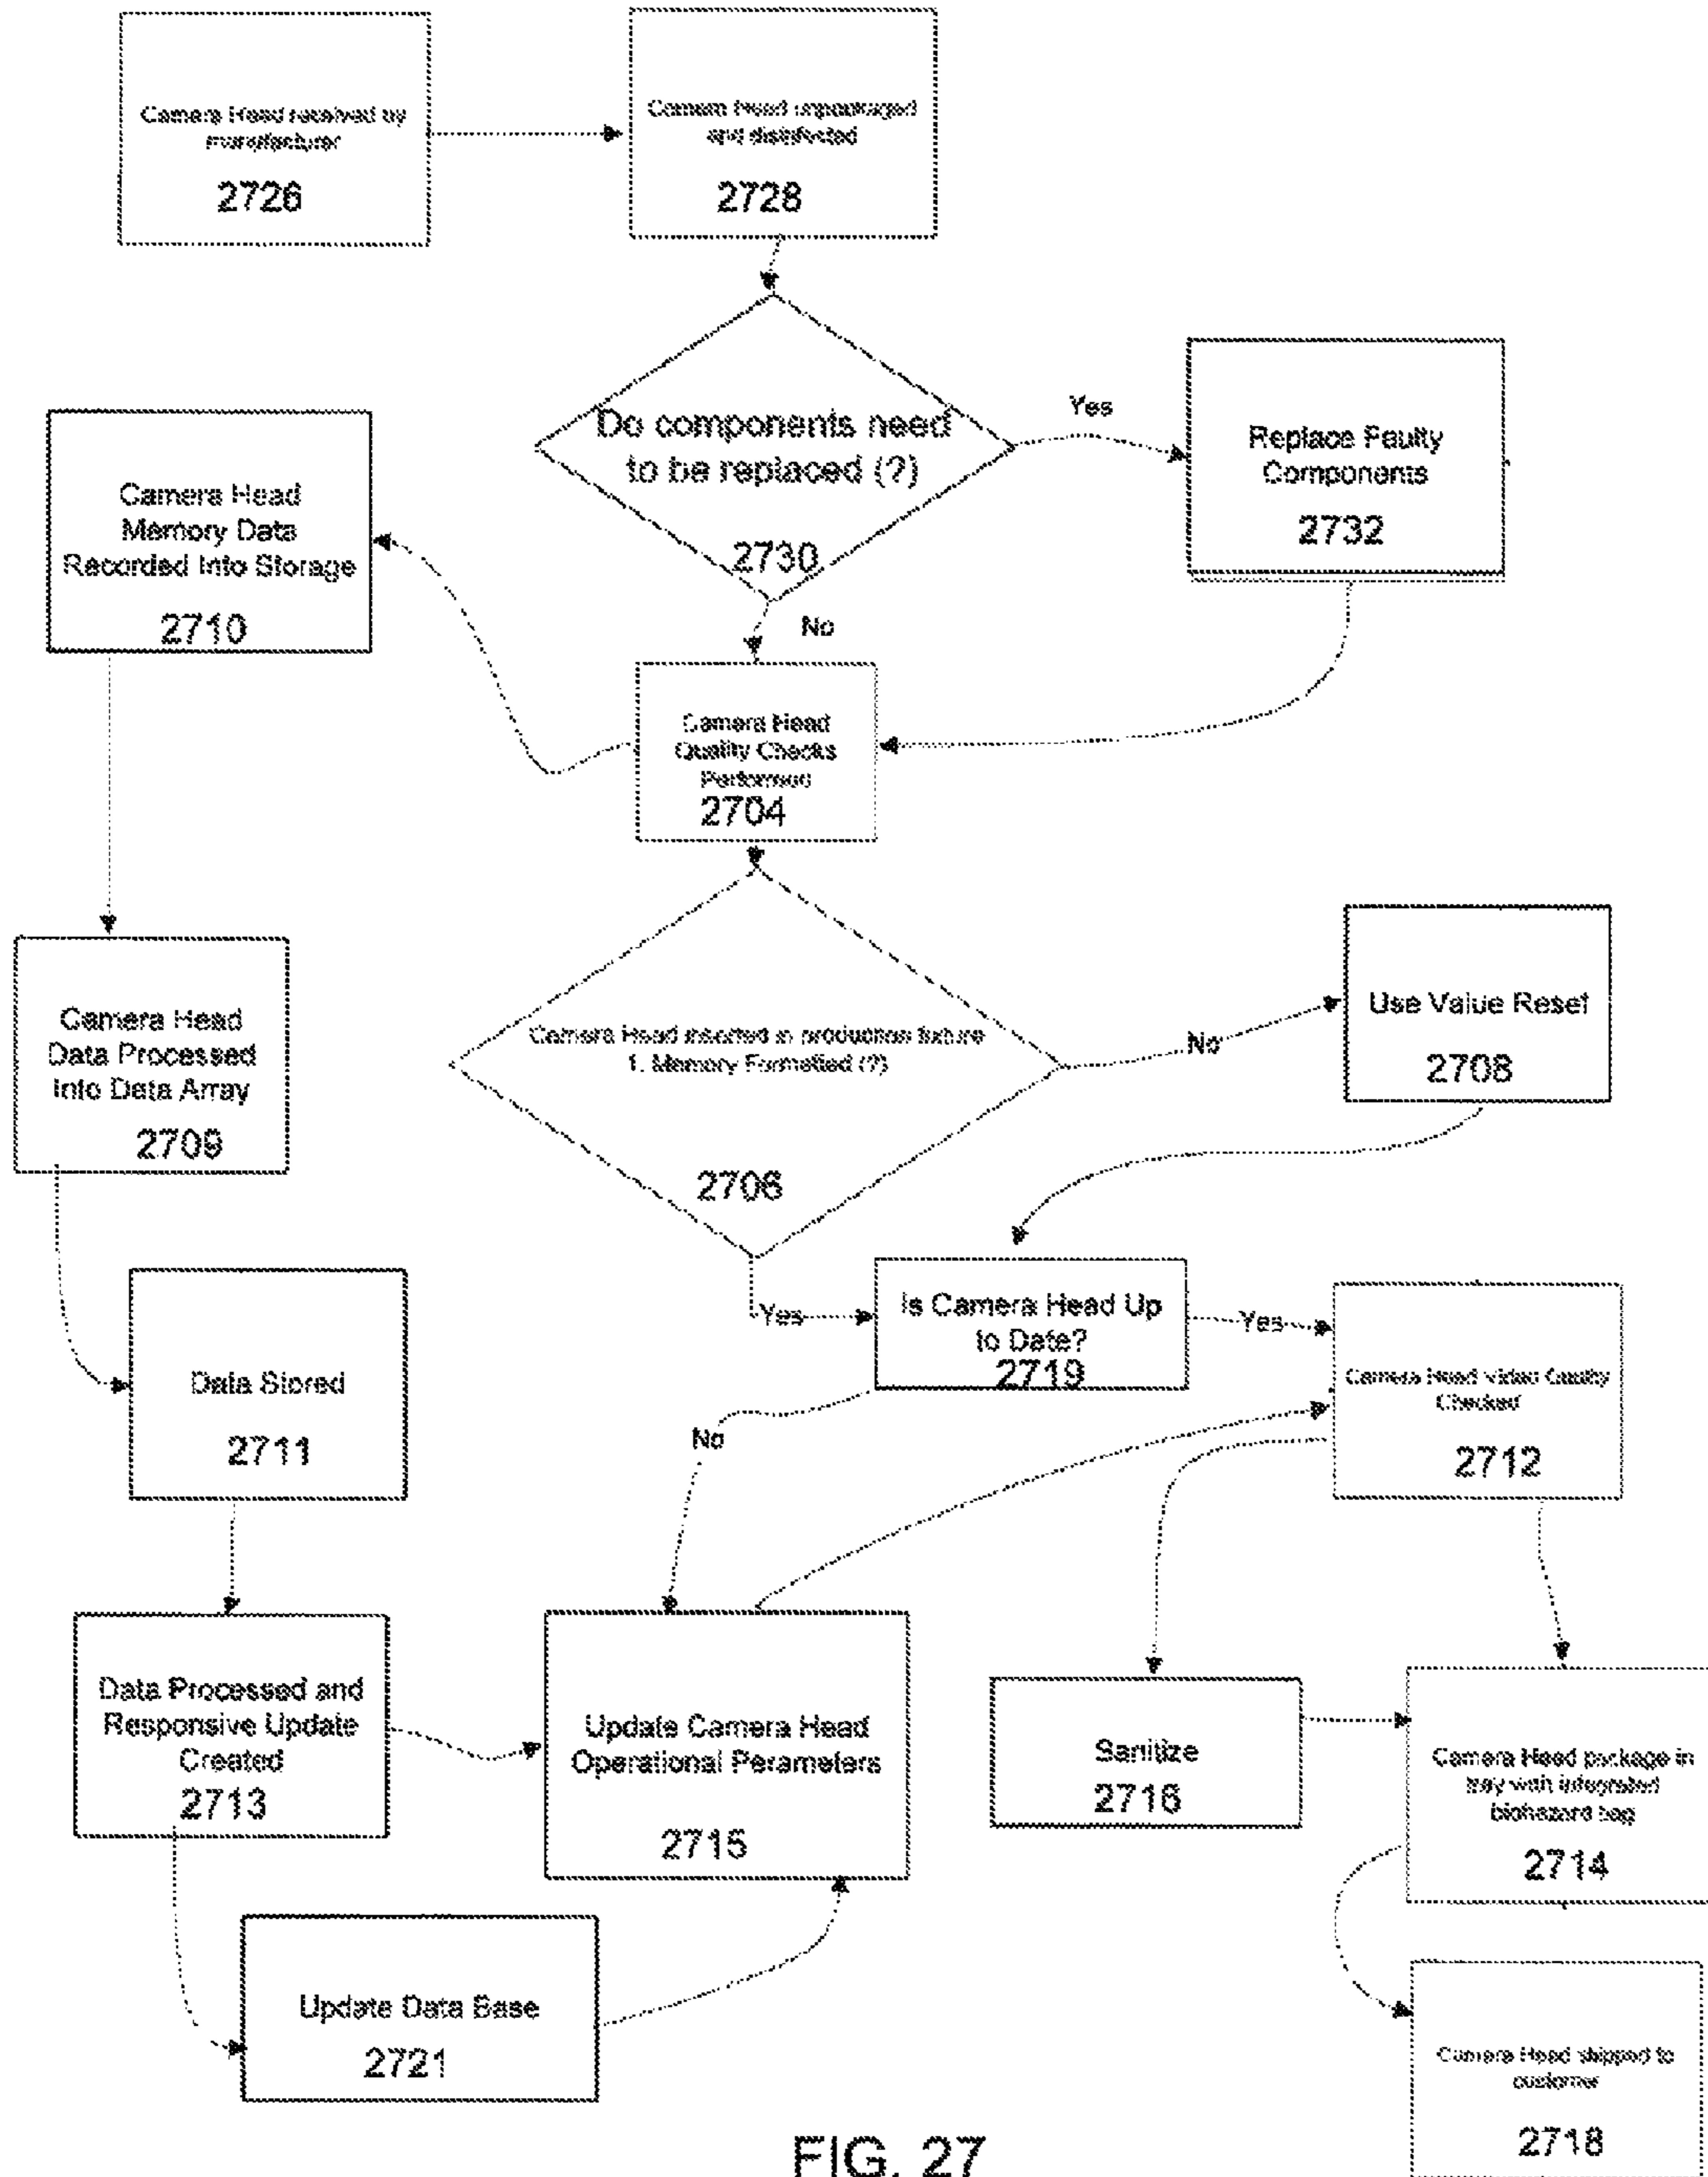 Camera Head received by
manufacturer
2726
Camera Head unpackaged
and disinfected
2728
Do components need
to be replaced (?)
2730
Yes
Replace Faulty
Components
2732
No
Camera Head
Memory Data
Recorded Into Storage
2710
Camera Head
Quality Checks
Performed
2704
Camera Head
Data Processed
Into Data Array
2709
Camera Head inserted in production fixture
1. Memory Formatted (?)
2706
No
Use Value Reset
2708
Yes
Is Camera Head Up
to Date?
2719
Yes
No
Camera Head Video Quality
Checked
2712
Data Stored
2711
Data Processed and
Responsive Update
Created
2713
Update Camera Head
Operational Perameters
2715
Sanitize
2716
Camera Head package in
tray with integrated
biohazard bag
2714
Update Data Base
2721
Camera Head shipped to
customer
2718
FIG. 27